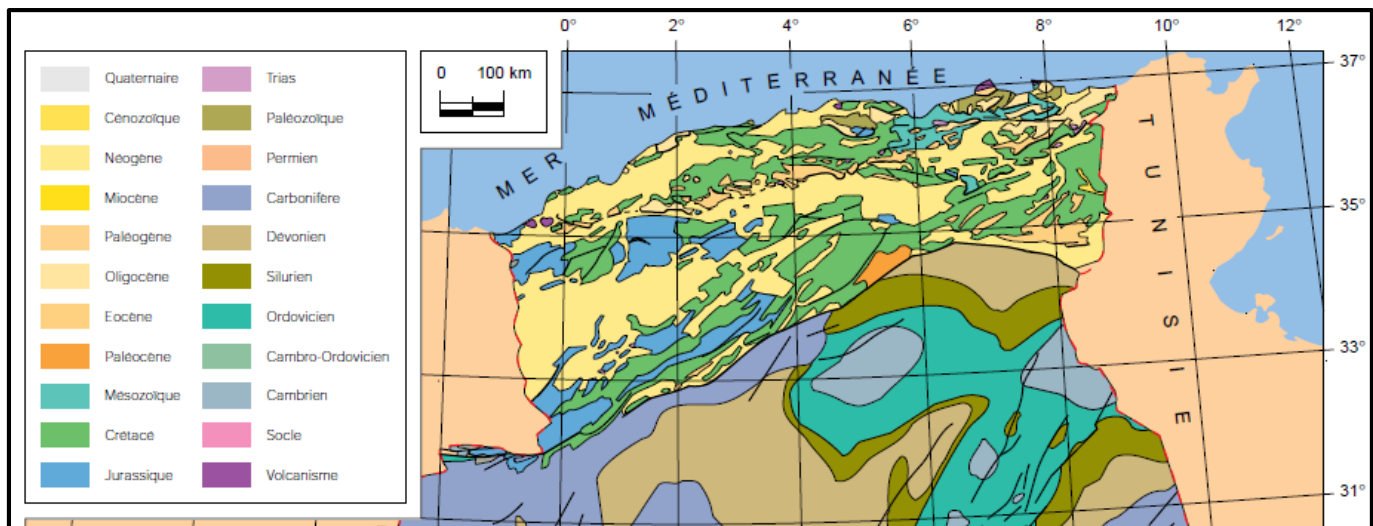 0° 2° 4° 6° 8° 10° 12°
Quaternaire
Cénozoïque
Néogène
Miocène
Paléogène
Oligocène
Eocène
Paléocène
Mésozoïque
Crétacé
Jurassique
Trias
Paléozoïque
Permien
Carbonifère
Dévonien
Silurien
Ordovicien
Cambro-Ordovicien
Cambrien
Socle
Volcanisme
0 100 km
MER MÉDITERRANÉE
TUNISIE
37°
35°
33°
31°